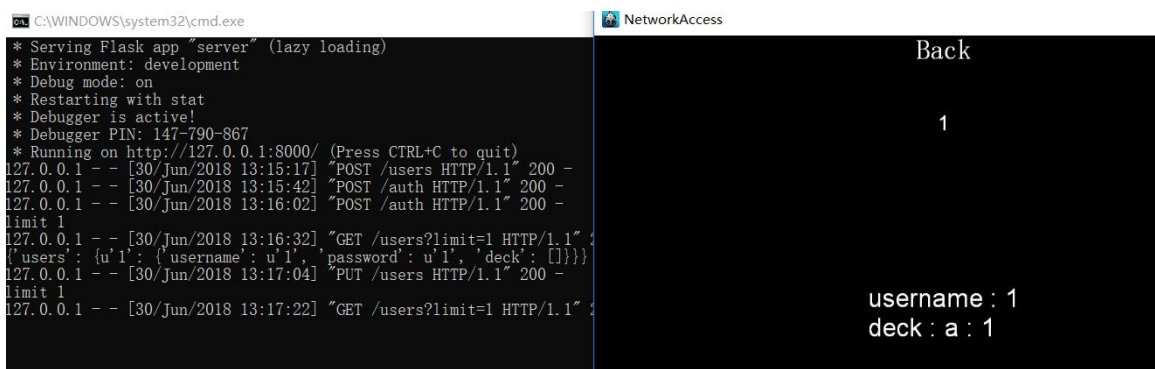 C:\WINDOWS\system32\cmd.exe
* Serving Flask app "server" (lazy loading)
* Environment: development
* Debug mode: on
* Restarting with stat
* Debugger is active!
* Debugger PIN: 147-790-867
* Running on http://127.0.0.1:8000/ (Press CTRL+C to quit)
127.0.0.1 - - [30/Jun/2018 13:15:17] "POST /users HTTP/1.1" 200 -
127.0.0.1 - - [30/Jun/2018 13:15:42] "POST /auth HTTP/1.1" 200 -
127.0.0.1 - - [30/Jun/2018 13:16:02] "POST /auth HTTP/1.1" 200 -
limit 1
127.0.0.1 - - [30/Jun/2018 13:16:32] "GET /users?limit=1 HTTP/1.1" 2
{'users': {u'1': {'username': u'1', 'password': u'1', 'deck': []}}}
127.0.0.1 - - [30/Jun/2018 13:17:04] "PUT /users HTTP/1.1" 200 -
limit 1
127.0.0.1 - - [30/Jun/2018 13:17:22] "GET /users?limit=1 HTTP/1.1" 2
NetworkAccess
Back
1
username : 1
deck : a : 1